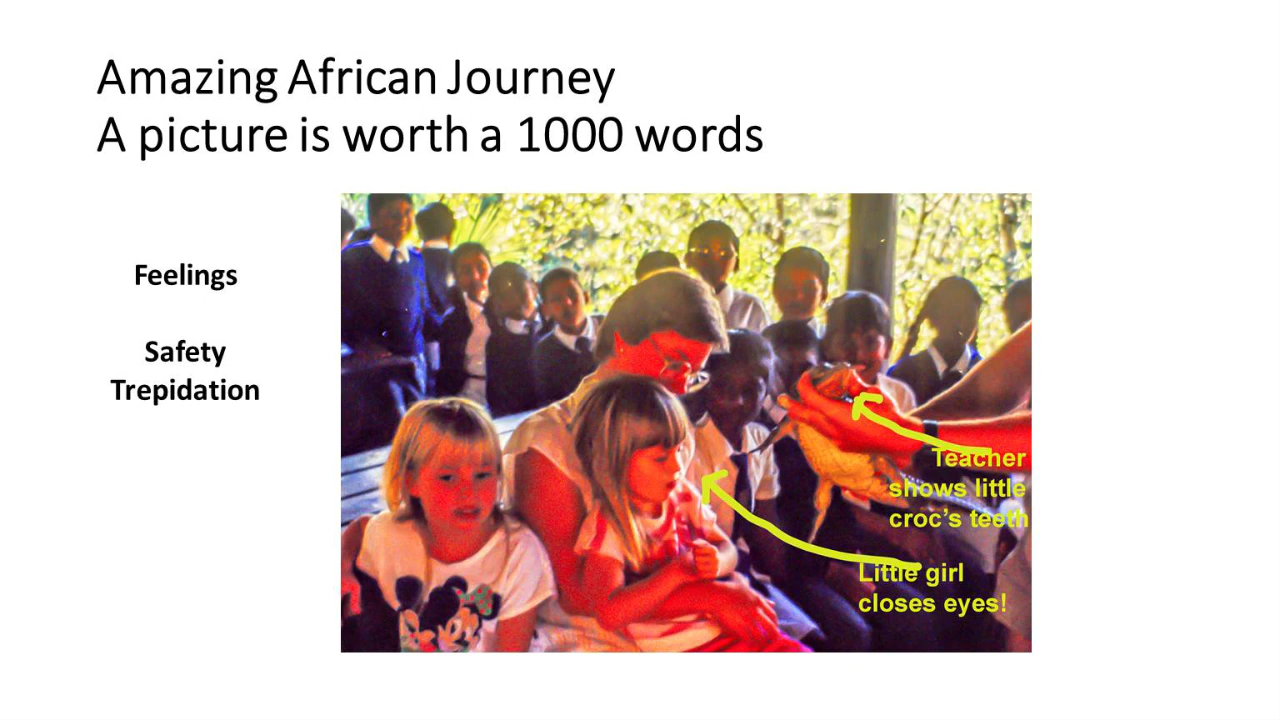 Amazing African Journey
A picture is worth a 1000 words
Feelings
Safety
Trepidation
Teacher
shows little
croc's teeth
Little girl
closes eyes!